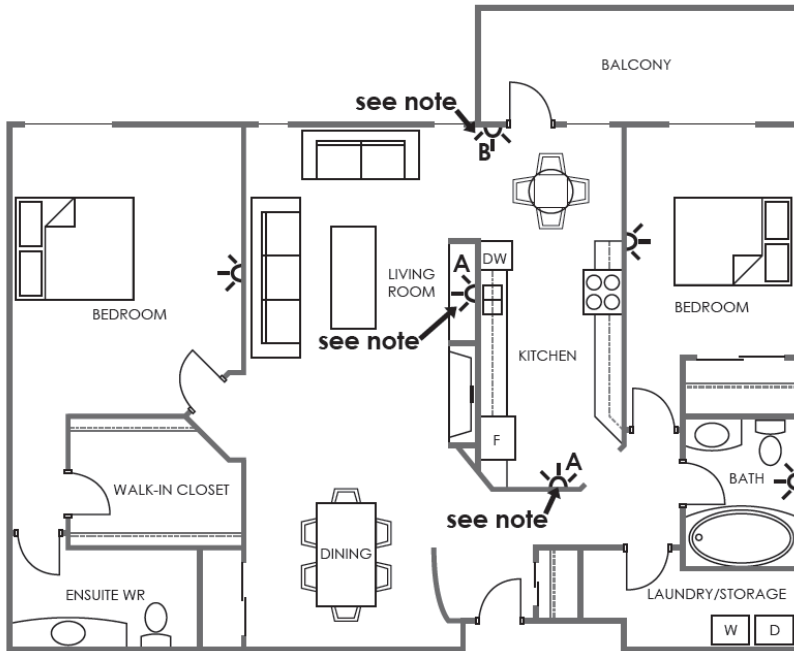 BALCONY
see note
B
A
DW
LIVING
ROOM
BEDROOM
BEDROOM
see note
KITCHEN
F
A
BATH
WALK-IN CLOSET
see note
DINING
ENSUITE WR
LAUNDRY/STORAGE
W
D